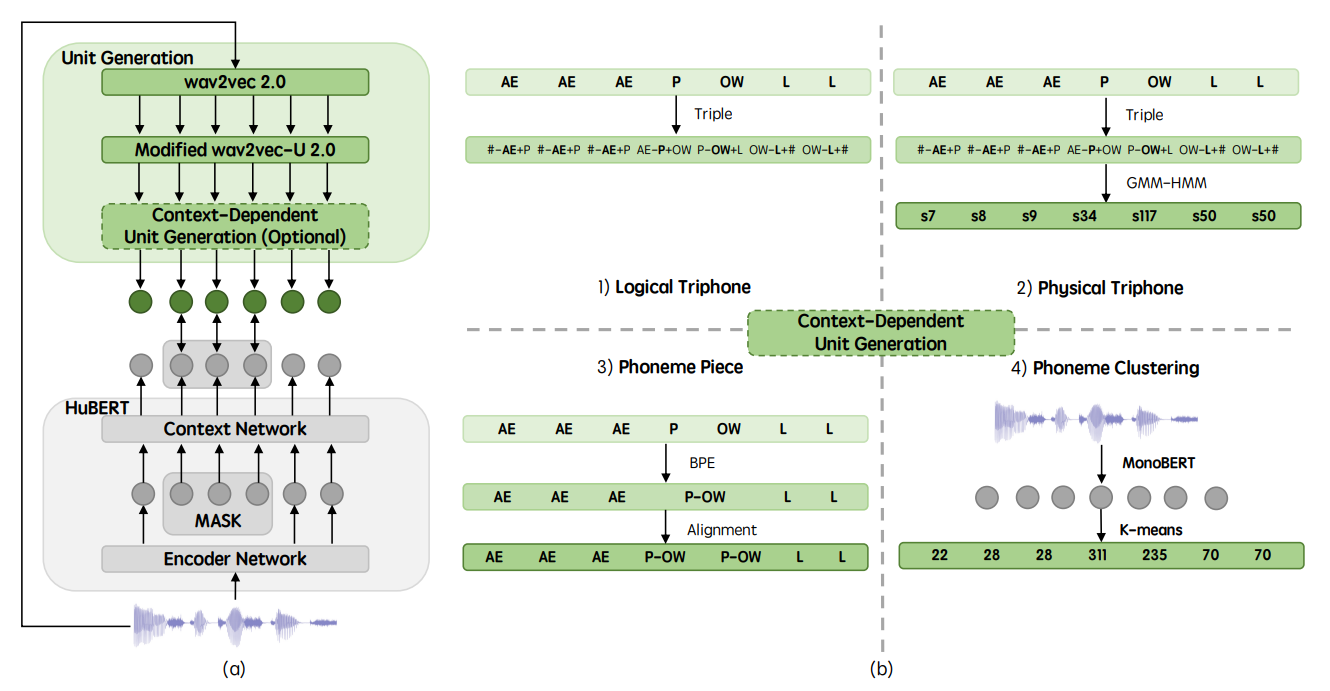 Unit Generation
wav2vec 2.0
Modified wav2vec-U 2.0
Context-Dependent
Unit Generation (Optional)
HuBERT
Context Network
MASK
Encoder Network
(a)
AE AE AE P OW L L
Triple
#-AE+P #-AE+P #-AE+P AE-P+OW P-OW+L OW-L+# OW-L+#
1) Logical Triphone
AE AE AE P OW L L
Triple
#-AE+P #-AE+P #-AE+P AE-P+OW P-OW+L OW-L+# OW-L+#
GMM-HMM
s7 s8 s9 s34 s117 s50 s50
2) Physical Triphone
Context-Dependent
Unit Generation
3) Phoneme Piece
AE AE AE P OW L L
BPE
AE AE AE P-OW L L
Alignment
AE AE AE P-OW P-OW L L
4) Phoneme Clustering
MonoBERT
K-means
22 28 28 311 235 70 70
(b)